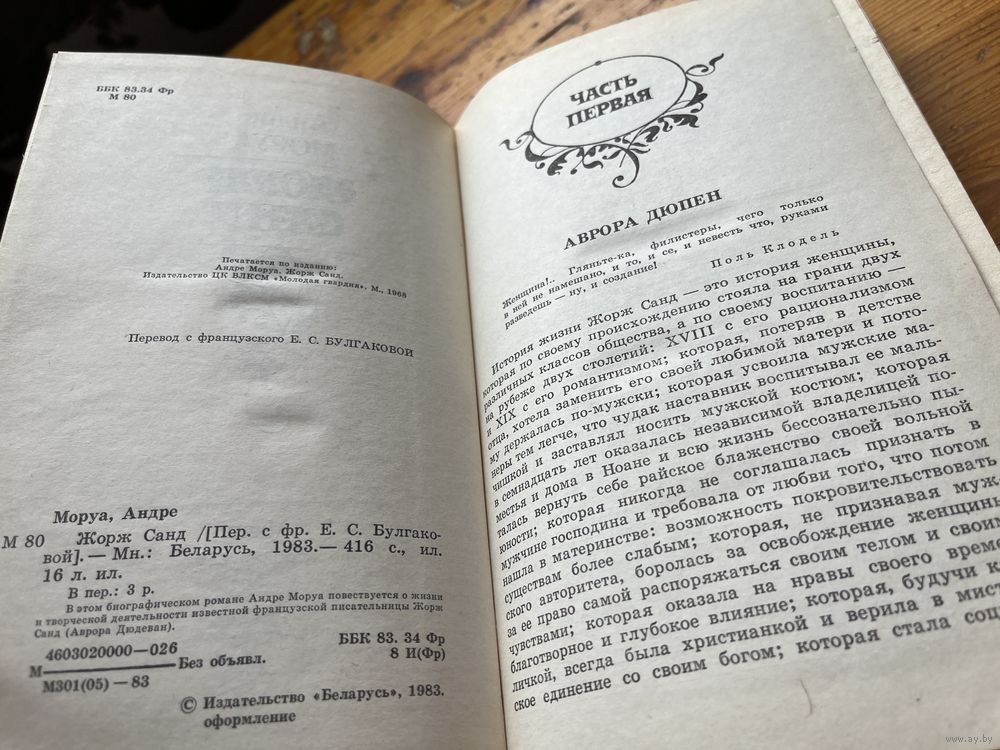 ББК 83.34 Фр
М 80
Печатается по изданию:
Андре Моруа. Жорж Санд.
Издательство ЦК ВЛКСМ «Молодая гвардия». М., 1968
Перевод с французского Е. С. БУЛГАКОВОЙ
Моруа, Андре
М 80 Жорж Санд /[Пер. с фр. Е. С. Булгако-
вой]. — Мн.: Беларусь, 1983.— 416 с., ил.
16 л. ил.
В пер.: 3 р.
В этом биографическом романе Андре Моруа повествуется о жизни
и творческой деятельности известной французской писательницы Жорж
Санд (Аврора Дюдеван).
4603020000—026
М————Без объявл.
М301(05)—83
ББК 83. 34 Фр
8 И(Фр)
© Издательство «Беларусь», 1983.
оформление
ЧАСТЬ
ПЕРВАЯ
АВРОРА ДЮПЕН
Женщина!.. Гляньте-ка, филистеры, чего только
в ней не намешано, и то, и се, и невесть что, руками
разведешь — ну, и создание!
Поль Клодель
История жизни Жорж Санд — это история женщины,
которая по своему происхождению стояла на грани двух
различных классов общества, а по своему воспитанию —
на рубеже двух столетий: XVIII с его рационализмом
и XIX с его романтизмом; которая, потеряв в детстве
отца, хотела заменить его своей любимой матери и пото-
му держалась по-мужски; которая усвоила мужские ма-
неры тем легче, что чудак наставник воспитывал ее маль-
чишкой и заставлял носить мужской костюм; которая
в семнадцать лет оказалась независимой владелицей по-
местья и дома в Ноане и всю жизнь бессознательно пы-
талась вернуть себе райское блаженство своей вольной
юности; которая никогда не соглашалась признать в
мужчине господина и требовала от любви того, что потом
нашла в материнстве: возможность покровительствовать
существам более слабым; которая, не признавая муж-
ского авторитета, боролась за освобождение женщин
за ее право самой распоряжаться своим телом и своими
чувствами; которая оказала на нравы своего време
благотворное и глубокое влияние; которая, будучи к
личкой, всегда была христианкой и верила в мист
ское единение со своим богом; которая стала соц
www.ay.by